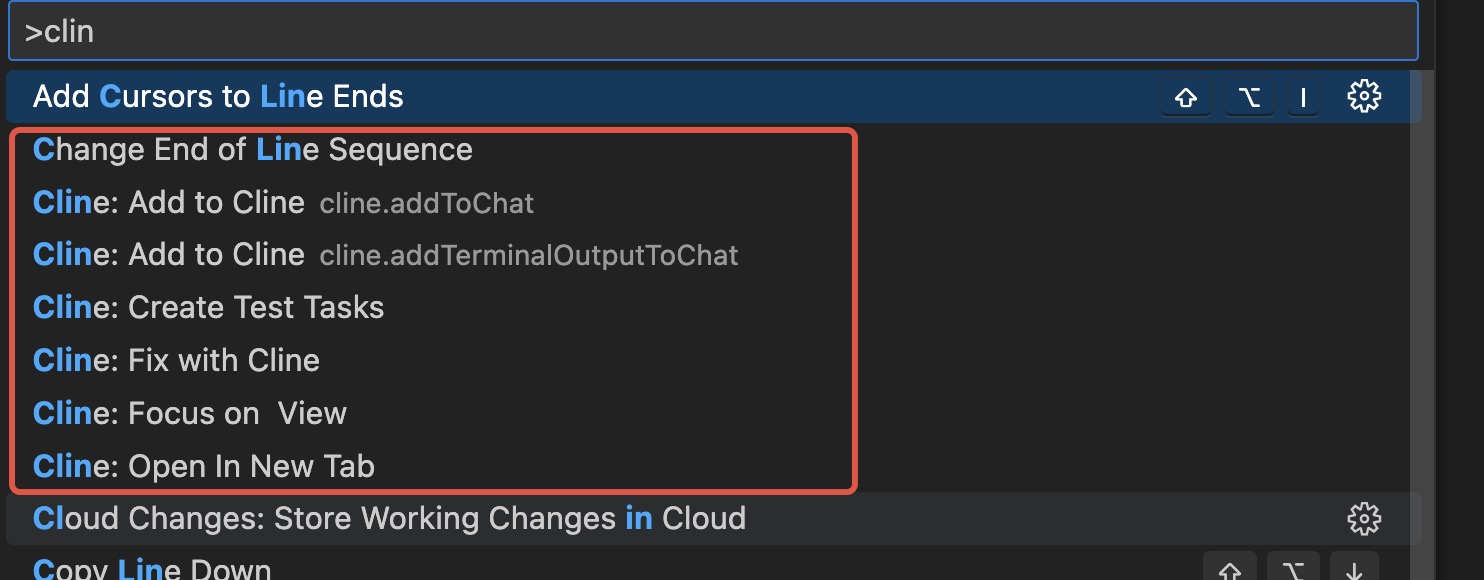 >clin
Add Cursors to Line Ends ⇧ ⌥ I
Change End of Line Sequence
Cline: Add to Cline cline.addToChat
Cline: Add to Cline cline.addTerminalOutputToChat
Cline: Create Test Tasks
Cline: Fix with Cline
Cline: Focus on  View
Cline: Open In New Tab
Cloud Changes: Store Working Changes in Cloud
Copy Line Down ⇧ ⌥ ↓